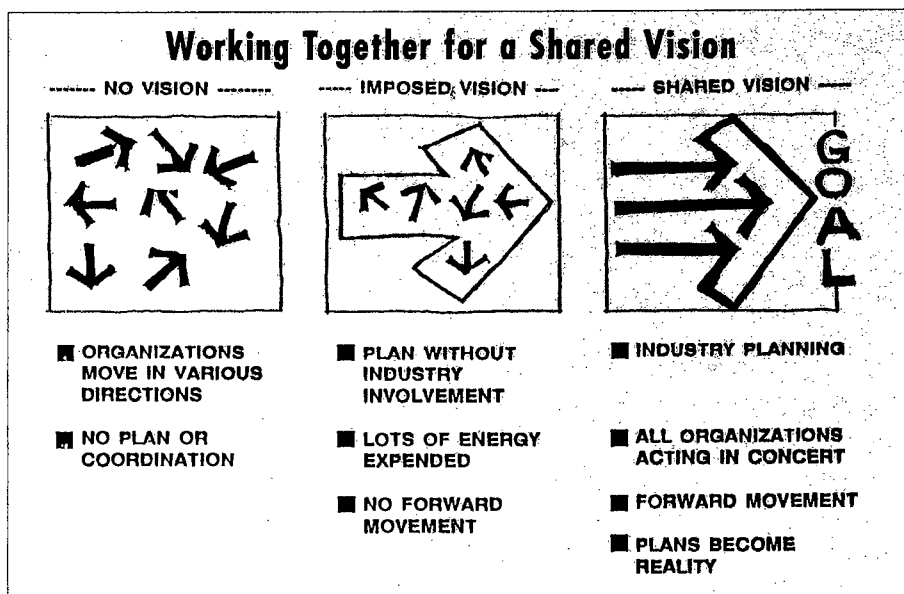 Working Together for a Shared Vision
------- NO VISION --------
----- IMPOSED VISION ---
----- SHARED VISION ---
GOAL
■ ORGANIZATIONS
MOVE IN VARIOUS
DIRECTIONS
■ NO PLAN OR
COORDINATION
■ PLAN WITHOUT
INDUSTRY
INVOLVEMENT
■ LOTS OF ENERGY
EXPENDED
■ NO FORWARD
MOVEMENT
■ INDUSTRY PLANNING
■ ALL ORGANIZATIONS
ACTING IN CONCERT
■ FORWARD MOVEMENT
■ PLANS BECOME
REALITY